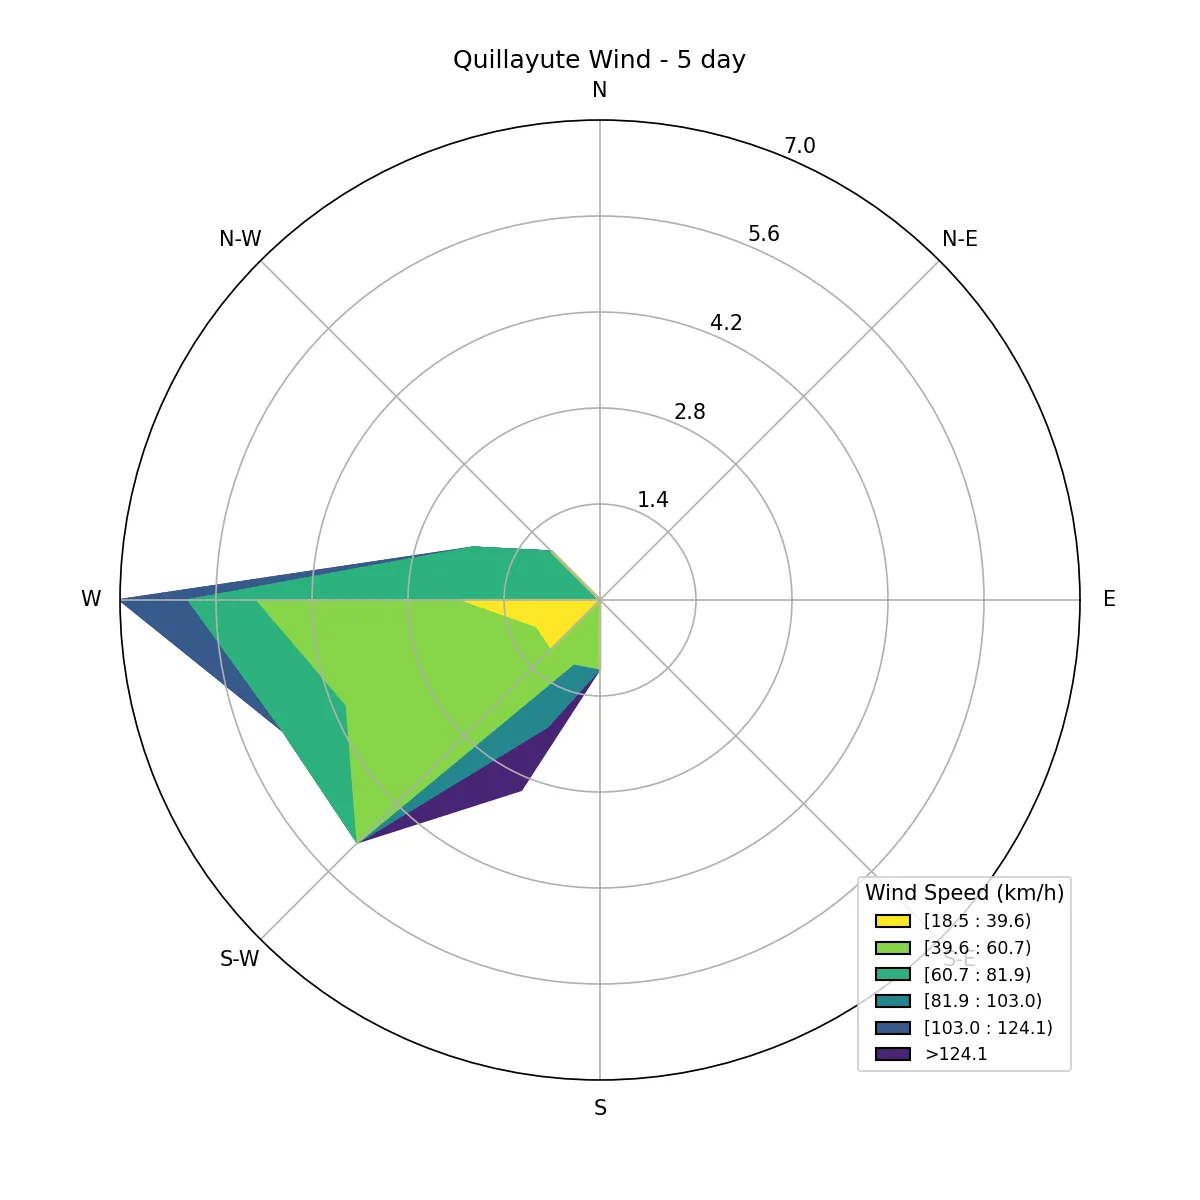 Quillayute Wind - 5 day
N
7.0
N-W
5.6
N-E
4.2
2.8
1.4
W
E
Wind Speed (km/h)
[18.5 : 39.6)
[39.6 : 60.7)
S-W
S-E
[60.7 : 81.9)
[81.9 : 103.0)
[103.0 : 124.1)
>124.1
S